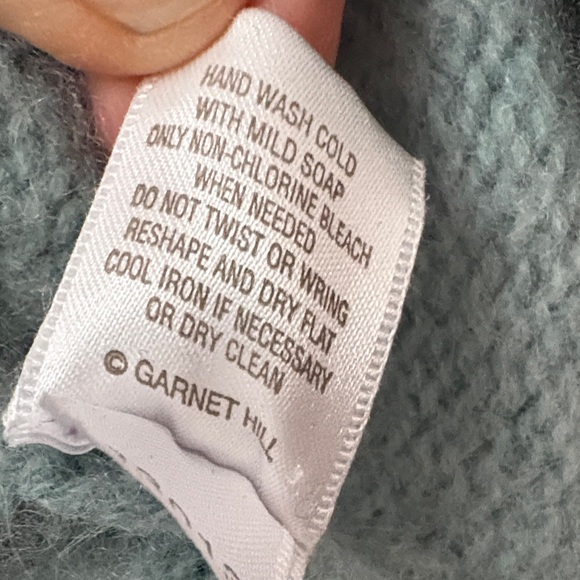 HAND WASH COLD
WITH MILD SOAP
ONLY NON-CHLORINE BLEACH
WHEN NEEDED
DO NOT TWIST OR WRING
RESHAPE AND DRY FLAT
COOL IRON IF NECESSARY
OR DRY CLEAN
© GARNET HILL